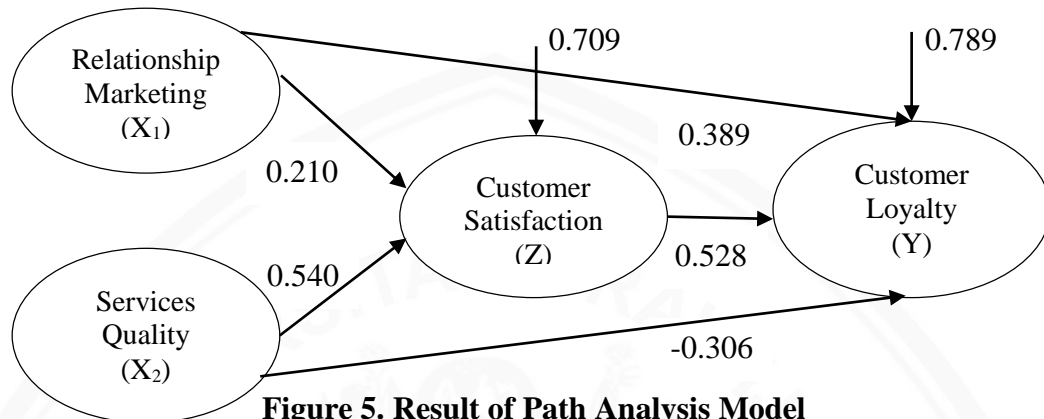 Relationship
Marketing
(X₁)
0.709
0.789
0.210
0.389
Customer
Satisfaction
(Z)
Customer
Loyalty
(Y)
0.540
0.528
Services
Quality
(X₂)
-0.306
Figure 5. Result of Path Analysis Model